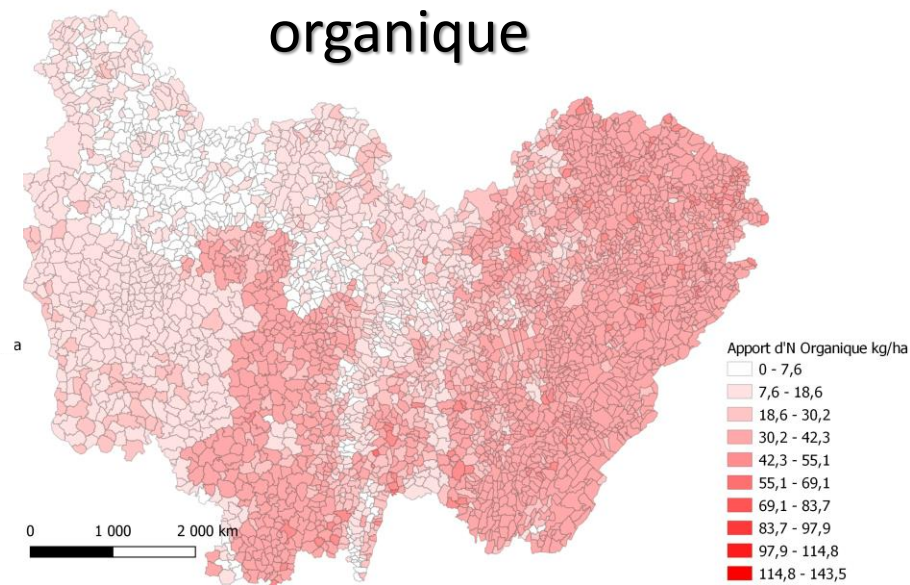 organique
a
Apport d'N Organique kg/ha
0 - 7,6
7,6 - 18,6
18,6 - 30,2
30,2 - 42,3
42,3 - 55,1
55,1 - 69,1
69,1 - 83,7
83,7 - 97,9
97,9 - 114,8
114,8 - 143,5
0 1 000 2 000 km